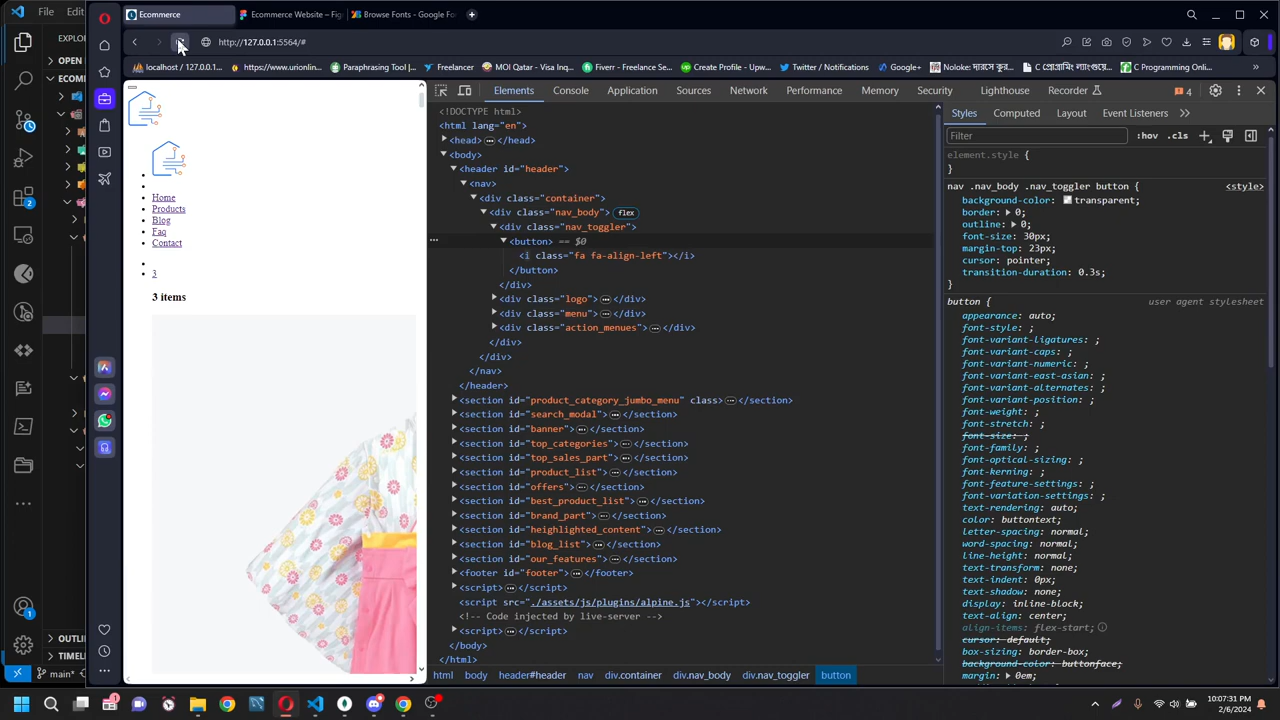 File
Edit
Ecommerce
Ecommerce Website – Fig
Browse Fonts - Google Fo
EXPLOR
http://127.0.0.1:5564/#
OPEN
localhost / 127.0.0.1...
https://www.urionlin...
Paraphrasing Tool |...
Freelancer
MOI Qatar - Visa Inq...
Fiverr - Freelance Se...
Create Profile - Upw...
Twitter / Notifications
Google+
C Programming Onli...
ECOM
Elements
Console
Application
Sources
Network
Performance
Memory
Security
Lighthouse
Recorder
4
<!DOCTYPE html>
<html lang="en">
<head> </head>
<body>
<header id="header">
<nav>
<div class="container">
<div class="nav_body"> flex
<div class="nav_toggler">
<button> == $0
<i class="fa fa-align-left"></i>
</button>
</div>
<div class="logo"> </div>
<div class="menu"> </div>
<div class="action_menues"> </div>
</div>
</div>
</nav>
</header>
<section id="product_category_jumbo_menu" class> </section>
<section id="search_modal"> </section>
<section id="banner"> </section>
<section id="top_categories"> </section>
<section id="top_sales_part"> </section>
<section id="product_list"> </section>
<section id="offers"> </section>
<section id="best_product_list"> </section>
<section id="brand_part"> </section>
<section id="heighlighted_content"> </section>
<section id="blog_list"> </section>
<section id="our_features"> </section>
<footer id="footer"> </footer>
<script> </script>
<script src="./assets/js/plugins/alpine.js"></script>
<!-- Code injected by live-server -->
<script> </script>
</body>
</html>
html
body
header#header
nav
div.container
div.nav_body
div.nav_toggler
button
Styles
Computed
Layout
Event Listeners
Filter
:hov
.cls
element.style {
}
nav .nav_body .nav_toggler button {
<style>
background-color: transparent;
border: 0;
outline: 0;
font-size: 30px;
margin-top: 23px;
cursor: pointer;
transition-duration: 0.3s;
}
button {
user agent stylesheet
appearance: auto;
font-style: ;
font-variant-ligatures: ;
font-variant-caps: ;
font-variant-numeric: ;
font-variant-east-asian: ;
font-variant-alternates: ;
font-variant-position: ;
font-weight: ;
font-stretch: ;
font-size: ;
font-family: ;
font-optical-sizing: ;
font-kerning: ;
font-feature-settings: ;
font-variation-settings: ;
text-rendering: auto;
color: buttontext;
letter-spacing: normal;
word-spacing: normal;
line-height: normal;
text-transform: none;
text-indent: 0px;
text-shadow: none;
display: inline-block;
text-align: center;
align-items: flex-start;
cursor: default;
box-sizing: border-box;
background-color: buttonface;
margin: 0em;
Home
Products
Blog
Faq
Contact
3
3 items
2
1
OUTLI
TIMEL
main*
1
10:07:31 PM
2/6/2024